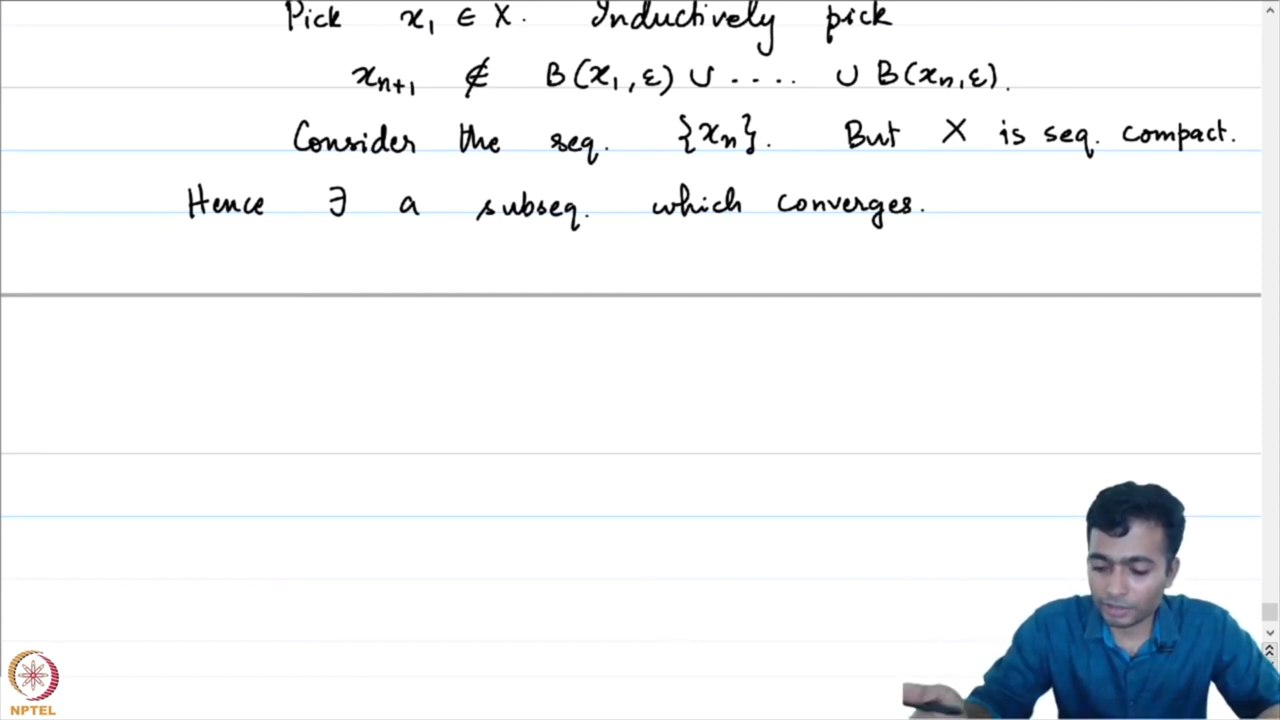 Pick x₁ ∈ X. Inductively pick
xₙ₊₁ ∉ B(x₁, ε) ∪ .... ∪ B(xₙ, ε).
Consider the seq. {xₙ}. But X is seq. compact.
Hence ∃ a subseq. which converges.
NPTEL